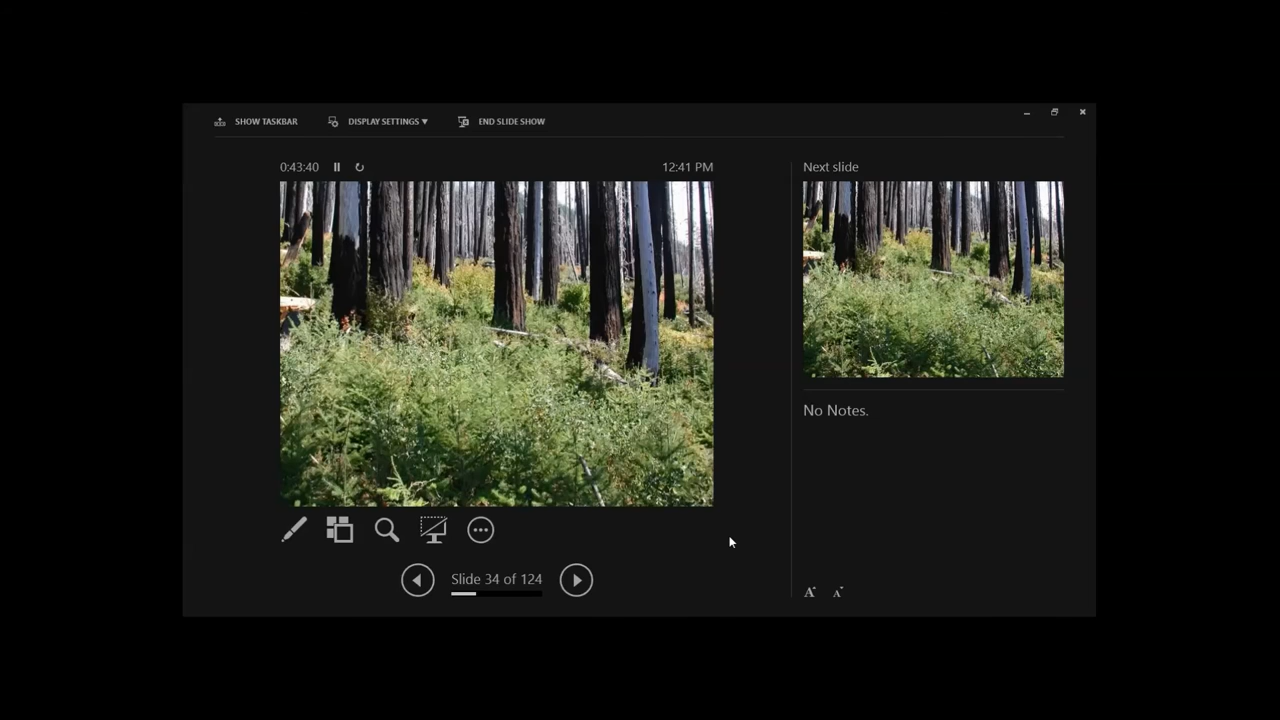 SHOW TASKBAR
DISPLAY SETTINGS ▼
END SLIDE SHOW
0:43:40
12:41 PM
Next slide
No Notes.
Slide 34 of 124
A A